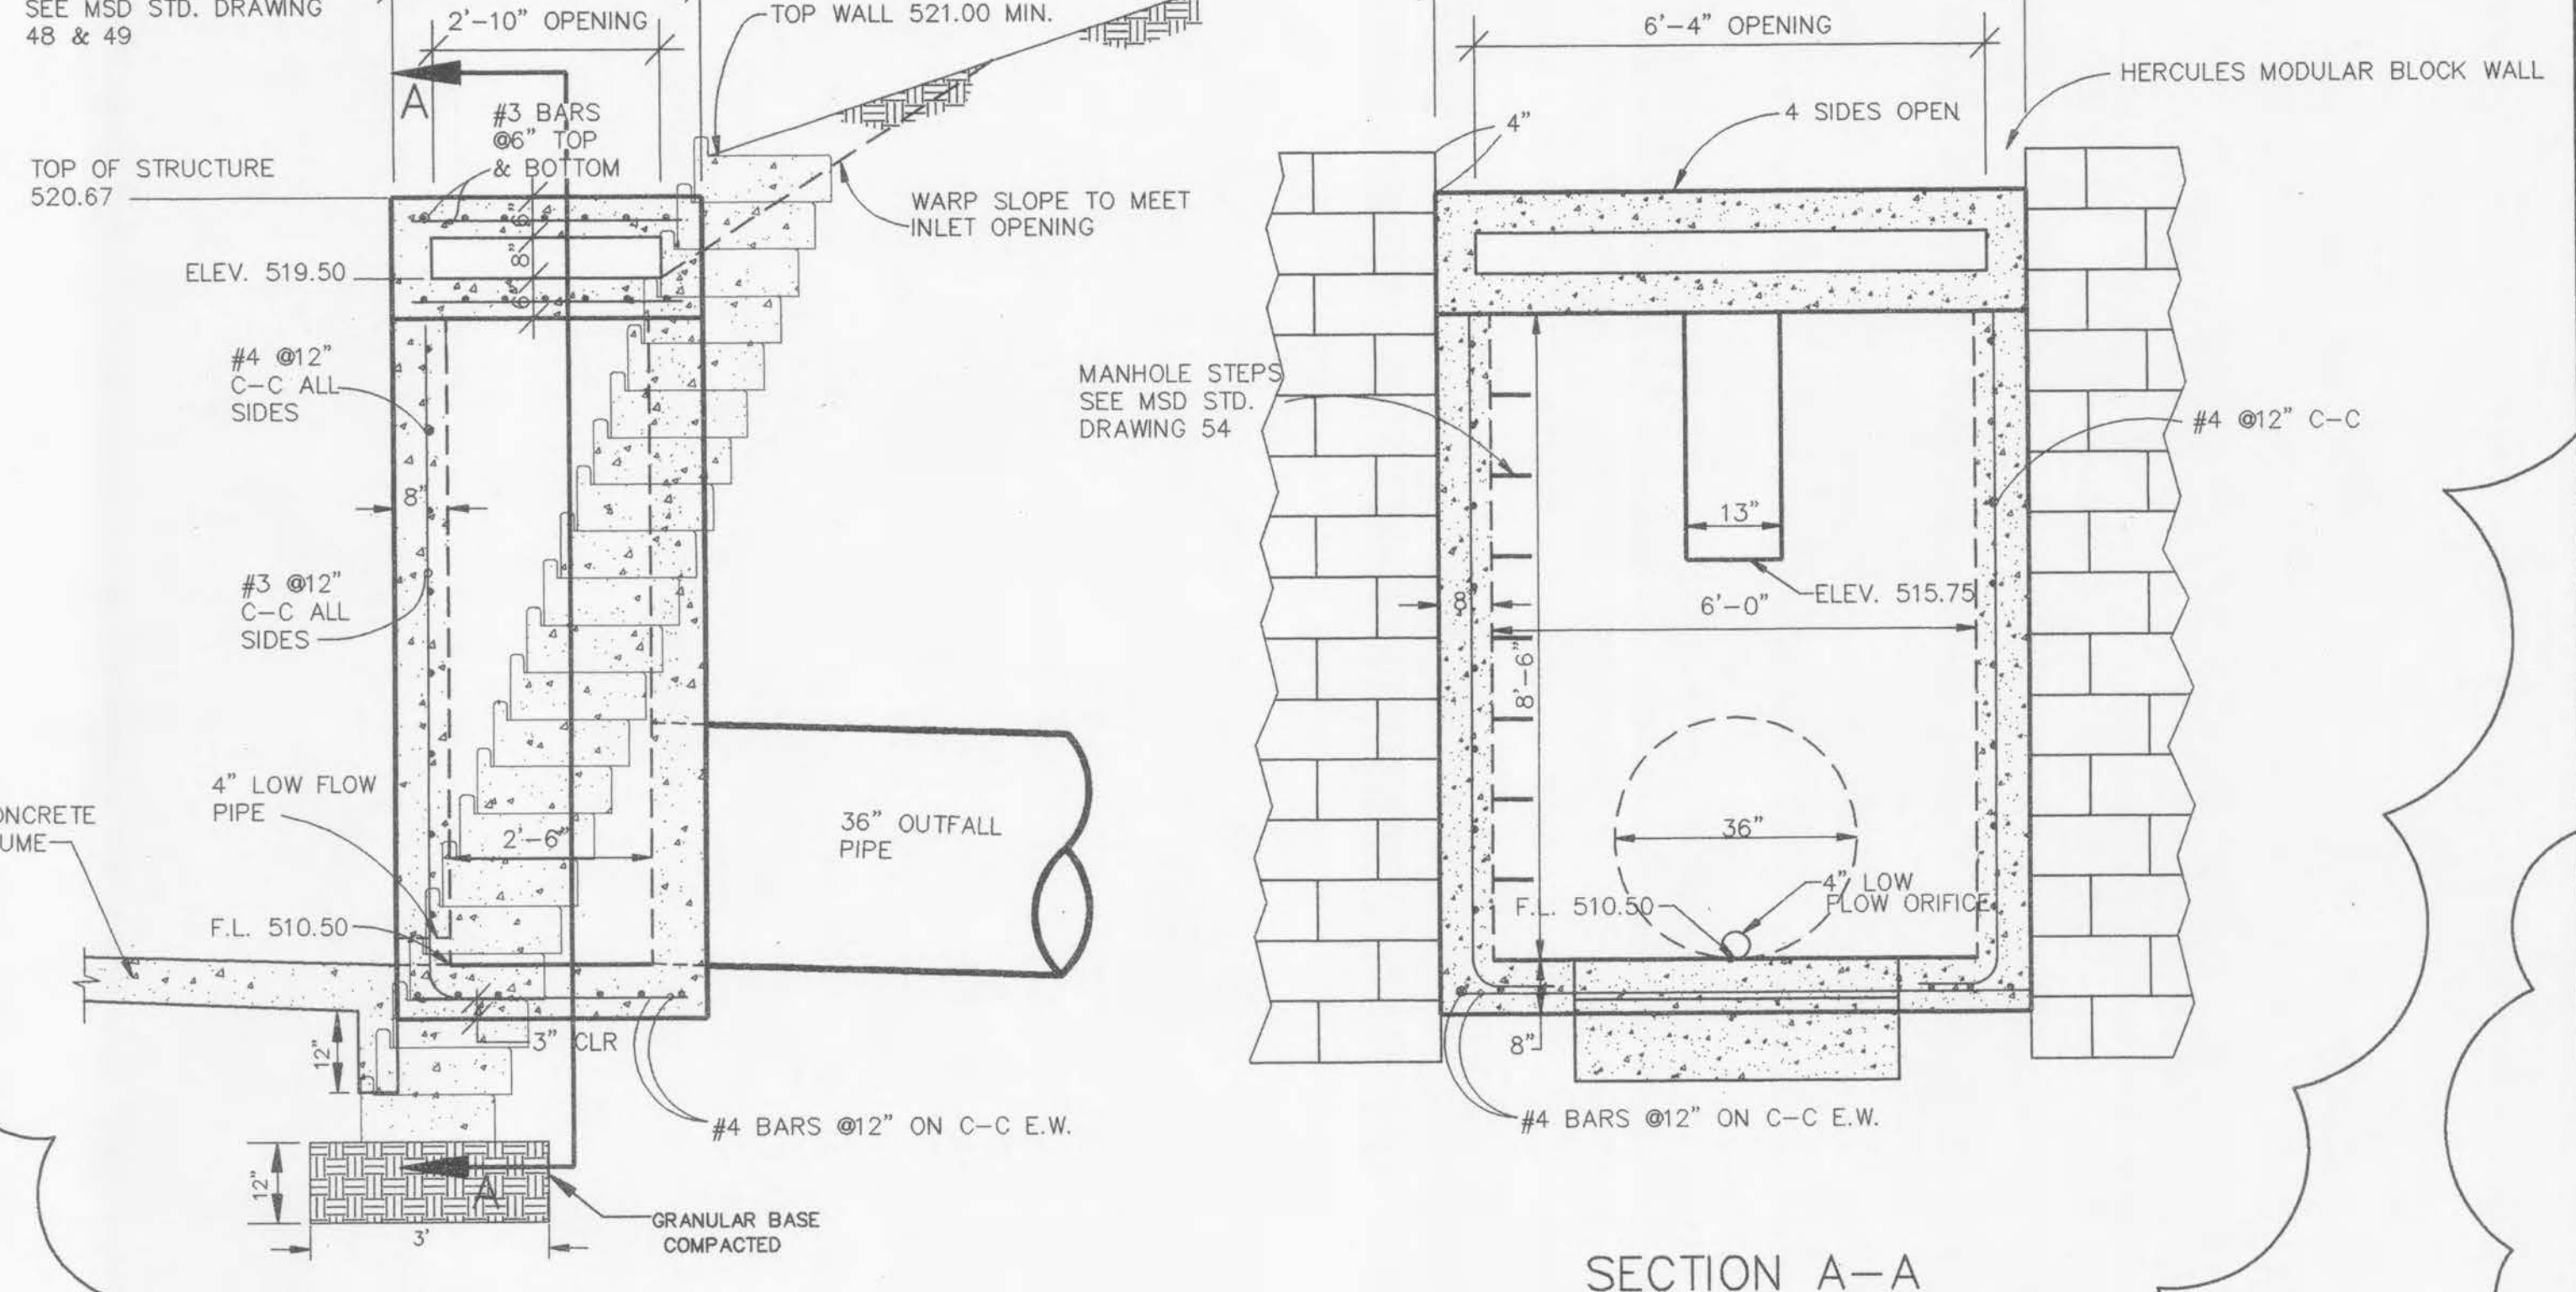 SEE MSD STD. DRAWING
48 & 49
2'-10" OPENING
TOP WALL 521.00 MIN.
A
#3 BARS
@6" TOP
& BOTTOM
TOP OF STRUCTURE
520.67
6"
8"
6"
WARP SLOPE TO MEET
INLET OPENING
ELEV. 519.50
#4 @12"
C-C ALL
SIDES
8"
#3 @12"
C-C ALL
SIDES
4" LOW FLOW
PIPE
2'-6"
36" OUTFALL
PIPE
F.L. 510.50
12"
3" CLR
#4 BARS @12" ON C-C E.W.
12"
A
3'
GRANULAR BASE
COMPACTED
6'-4" OPENING
HERCULES MODULAR BLOCK WALL
4"
4 SIDES OPEN
MANHOLE STEPS
SEE MSD STD.
DRAWING 54
#4 @12" C-C
13"
ELEV. 515.75
8"
6'-0"
8'-6"
36"
4" LOW
FLOW ORIFICE
F.L. 510.50
8"
#4 BARS @12" ON C-C E.W.
SECTION A-A